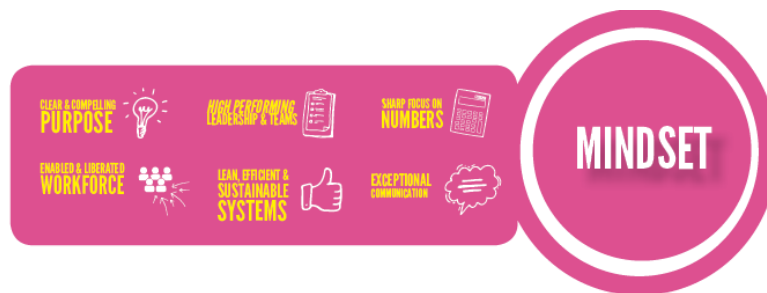 CLEAR & COMPELLING
PURPOSE
HIGH PERFORMING
LEADERSHIP & TEAMS
SHARP FOCUS ON
NUMBERS
ENABLED & LIBERATED
WORKFORCE
LEAN, EFFICIENT &
SUSTAINABLE
SYSTEMS
EXCEPTIONAL
COMMUNICATION
MINDSET